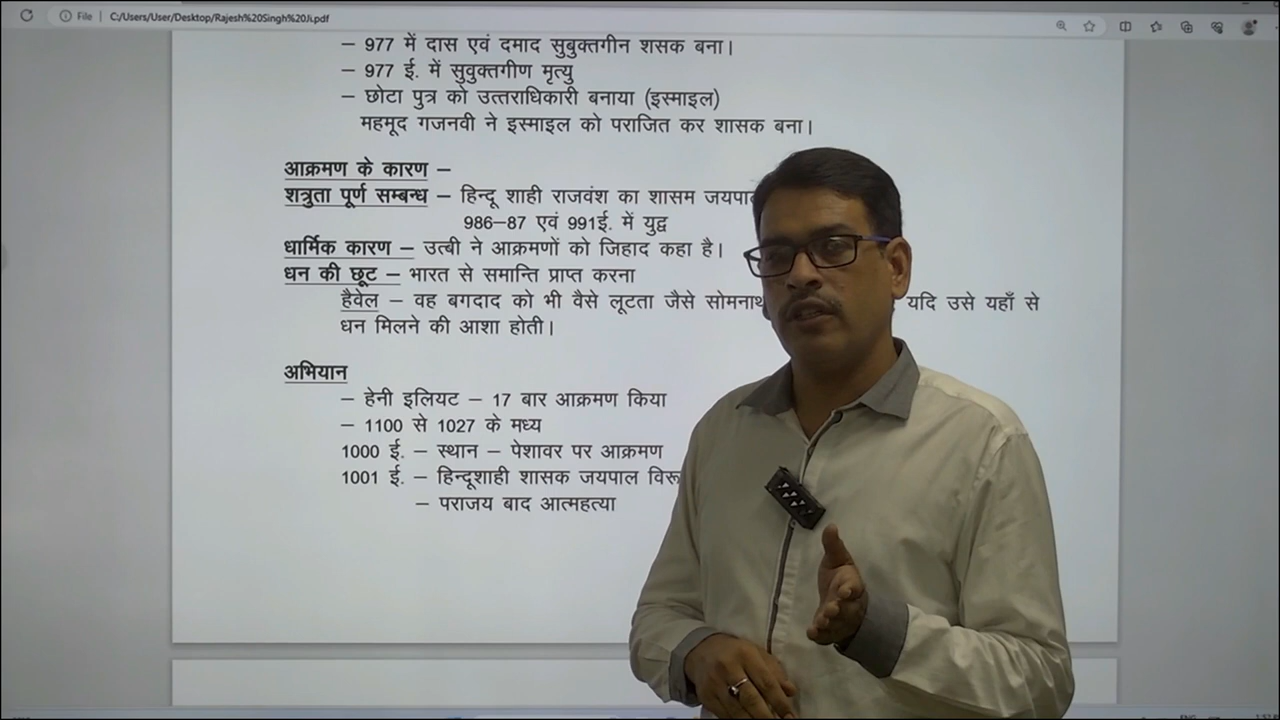 File
C:/Users/User/Desktop/Rajesh%20Singh%20Ji.pdf
– 977 में दास एवं दमाद सुबुक्तगीन शसक बना।
– 977 ई. में सुवुक्तगीण मृत्यु
– छोटा पुत्र को उत्तराधिकारी बनाया (इस्माइल)
महमूद गजनवी ने इस्माइल को पराजित कर शासक बना।
आक्रमण के कारण –
शत्रुता पूर्ण सम्बन्ध – हिन्दू शाही राजवंश का शासम
986–87 एवं 991ई. में युद्व
धार्मिक कारण – उत्बी ने आक्रमणों को जिहाद कहा है।
धन की छूट – भारत से समान्ति प्राप्त करना
हैवेल – वह बगदाद को भी वैसे लूटता जैसे यदि उसे यहाँ से
धन मिलने की आशा होती।
अभियान
– हेनी इलियट – 17 बार आक्रमण किया
– 1100 से 1027 के मध्य
1000 ई. – स्थान – पेशावर पर आक्रमण
1001 ई. – हिन्दूशाही शासक जयपाल
– पराजय बाद आत्महत्या